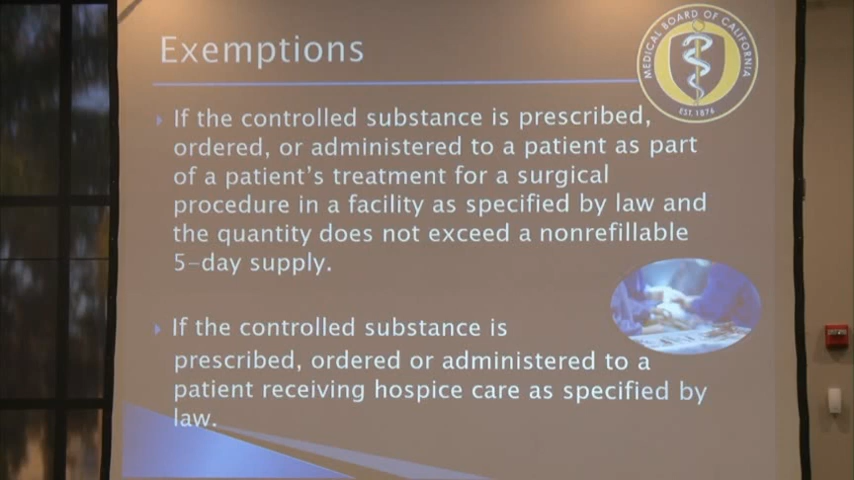 Exemptions
MEDICAL BOARD OF CALIFORNIA
EST. 1876
If the controlled substance is prescribed,
ordered, or administered to a patient as part
of a patient's treatment for a surgical
procedure in a facility as specified by law and
the quantity does not exceed a nonrefillable
5-day supply.
If the controlled substance is
prescribed, ordered or administered to a
patient receiving hospice care as specified by
law.